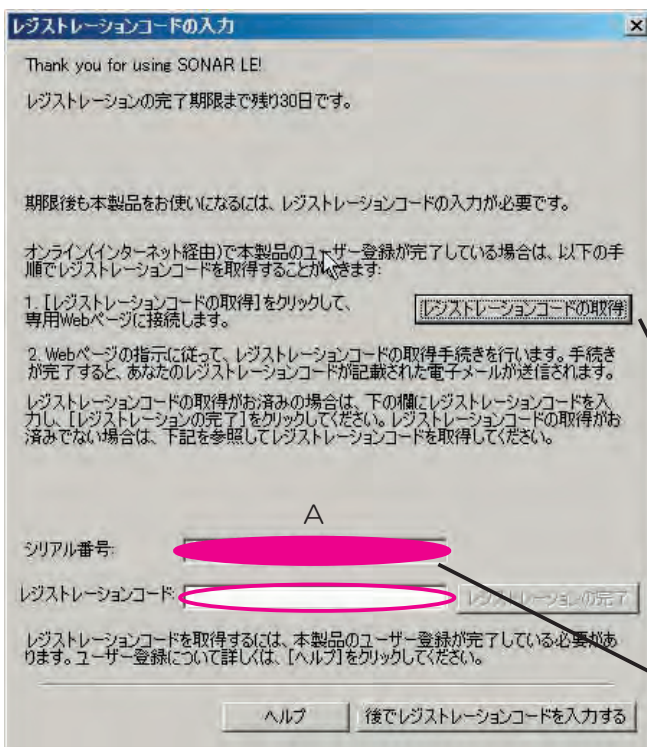 レジストレーションコードの入力
Thank you for using SONAR LE!
レジストレーションの完了期限まで残り30日です。
期限後も本製品をお使いになるには、レジストレーションコードの入力が必要です。
オンライン(インターネット経由)で本製品のユーザー登録が完了している場合は、以下の手
順でレジストレーションコードを取得することができます:
1. [レジストレーションコードの取得]をクリックして、
専用Webページに接続します。
レジストレーションコードの取得
2. Webページの指示に従って、レジストレーションコードの取得手続きを行います。手続き
が完了すると、あなたのレジストレーションコードが記載された電子メールが送信されます。
レジストレーションコードの取得がお済みの場合は、下の欄にレジストレーションコードを入
力し、[レジストレーションの完了]をクリックしてください。レジストレーションコードの取得がお
済みでない場合は、下記を参照してレジストレーションコードを取得してください。
A
シリアル番号:
レジストレーションコード:
レジストレーションの完了
レジストレーションコードを取得するには、本製品のユーザー登録が完了している必要があ
ります。ユーザー登録について詳しくは、[ヘルプ]をクリックしてください。
ヘルプ
後でレジストレーションコードを入力する